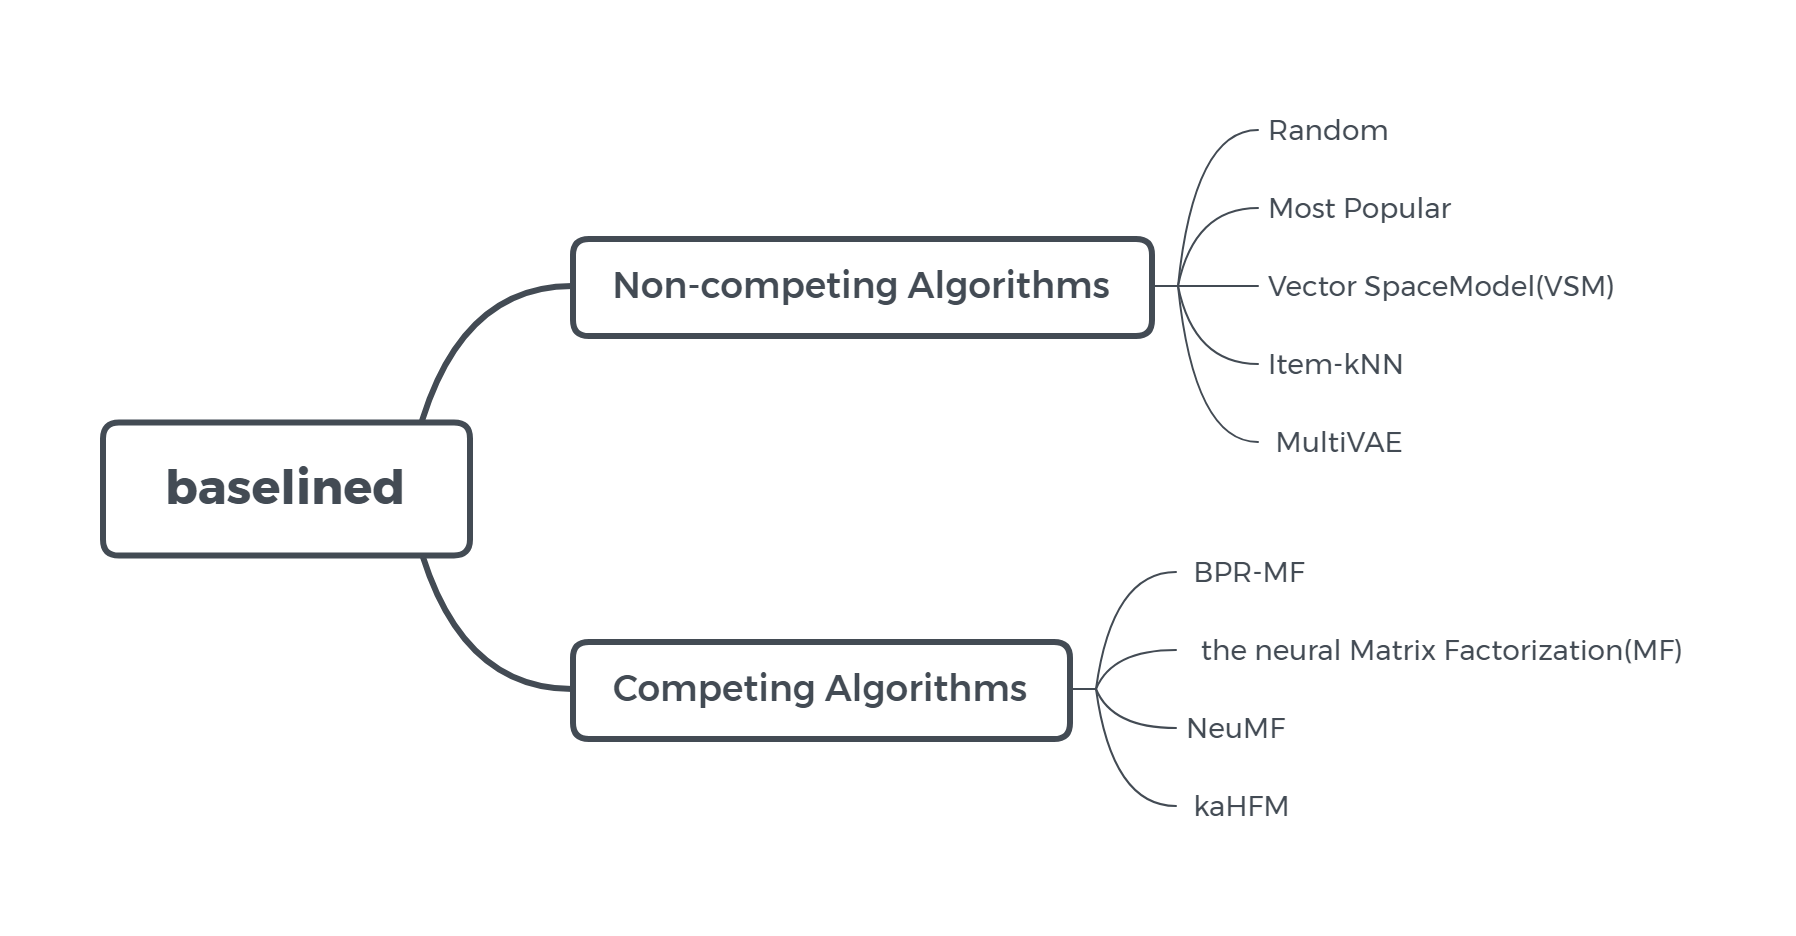 Random
Most Popular
Non-competing Algorithms
Vector SpaceModel(VSM)
Item-kNN
MultiVAE
baselined
BPR-MF
the neural Matrix Factorization(MF)
Competing Algorithms
NeuMF
kaHFM